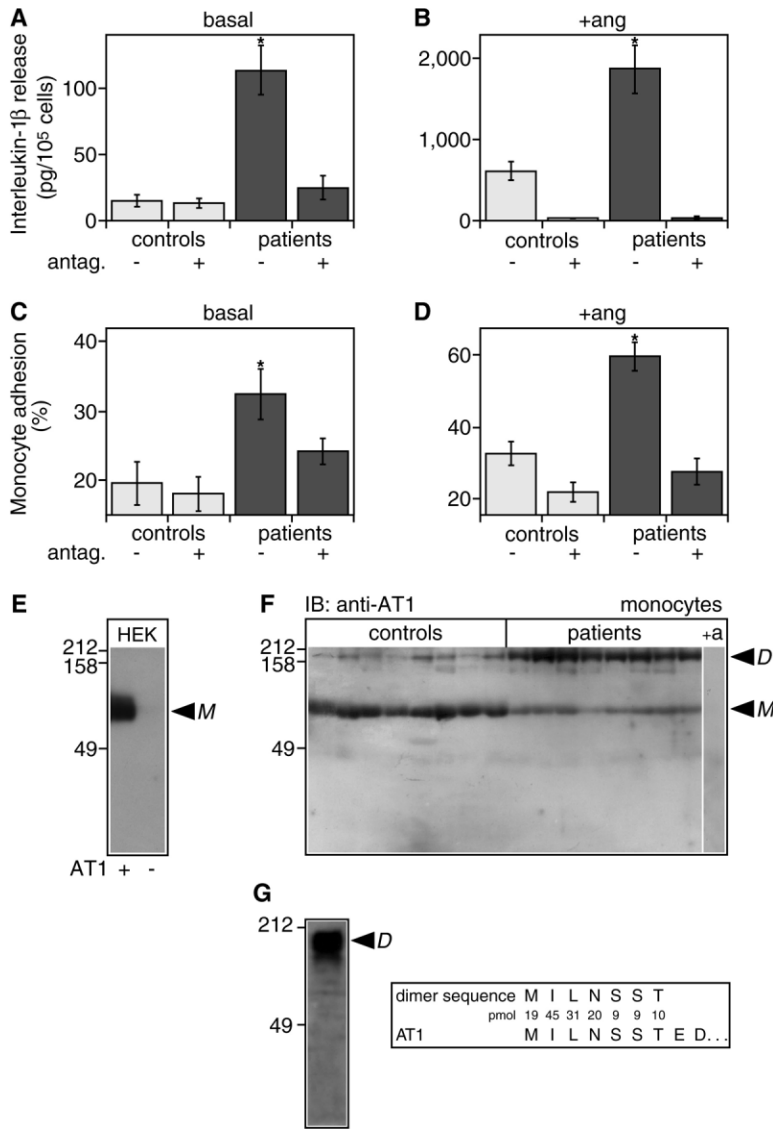 A basal
B +ang
Interleukin-1β release
(pg/10⁵ cells)
100
50
0
2,000
1,000
0
*
*
controls patients
controls patients
antag. - + - +
- + - +
C basal
D +ang
Monocyte adhesion
(%)
40
30
20
60
40
20
*
*
controls patients
controls patients
antag. - + - +
- + - +
E
HEK
212
158
49
M
AT1 + -
F IB: anti-AT1 monocytes
controls patients +a
212
158
49
D
M
G
212
49
D
dimer sequence M I L N S S T
pmol 19 45 31 20 9 9 10
AT1 M I L N S S T E D...